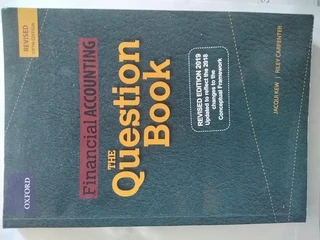 Financial ACCOUNTING
THE
Question
Book
REVISED EDITION 2019
Updated to reflect the 2018
changes to the
Conceptual Framework
JACQUI KEW | RILEY CARPENTER
OXFORD
REVISED